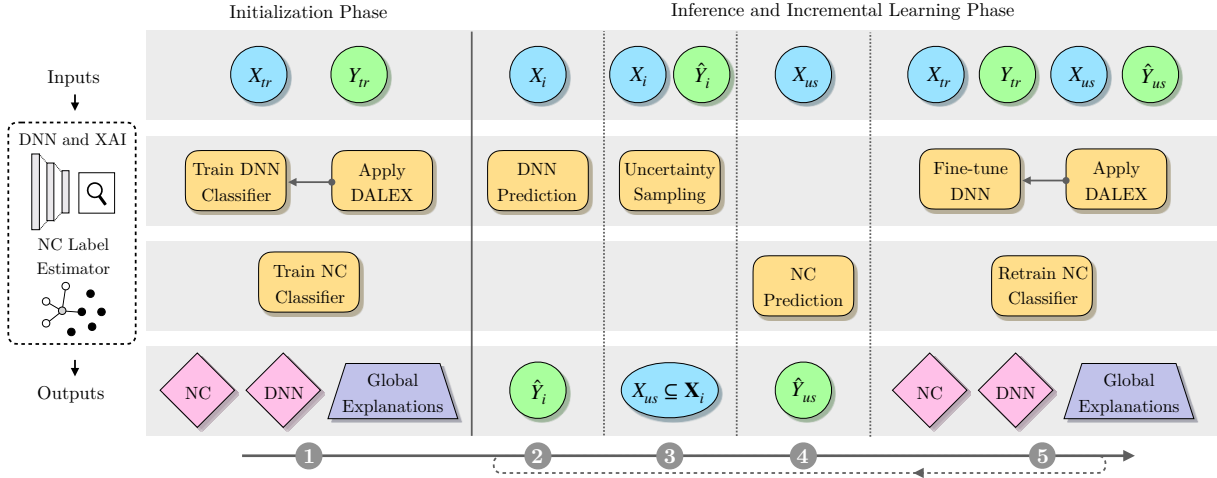 Initialization Phase
Inference and Incremental Learning Phase
Inputs
X_tr
Y_tr
X_i
X_i
Ŷ_i
X_us
X_tr
Y_tr
X_us
Ŷ_us
DNN and XAI
Train DNN
Classifier
Apply
DALEX
DNN
Prediction
Uncertainty
Sampling
Fine-tune
DNN
Apply
DALEX
NC Label
Estimator
Train NC
Classifier
NC
Prediction
Retrain NC
Classifier
Outputs
NC
DNN
Global
Explanations
Ŷ_i
X_us ⊆ X_i
Ŷ_us
NC
DNN
Global
Explanations
1
2
3
4
5